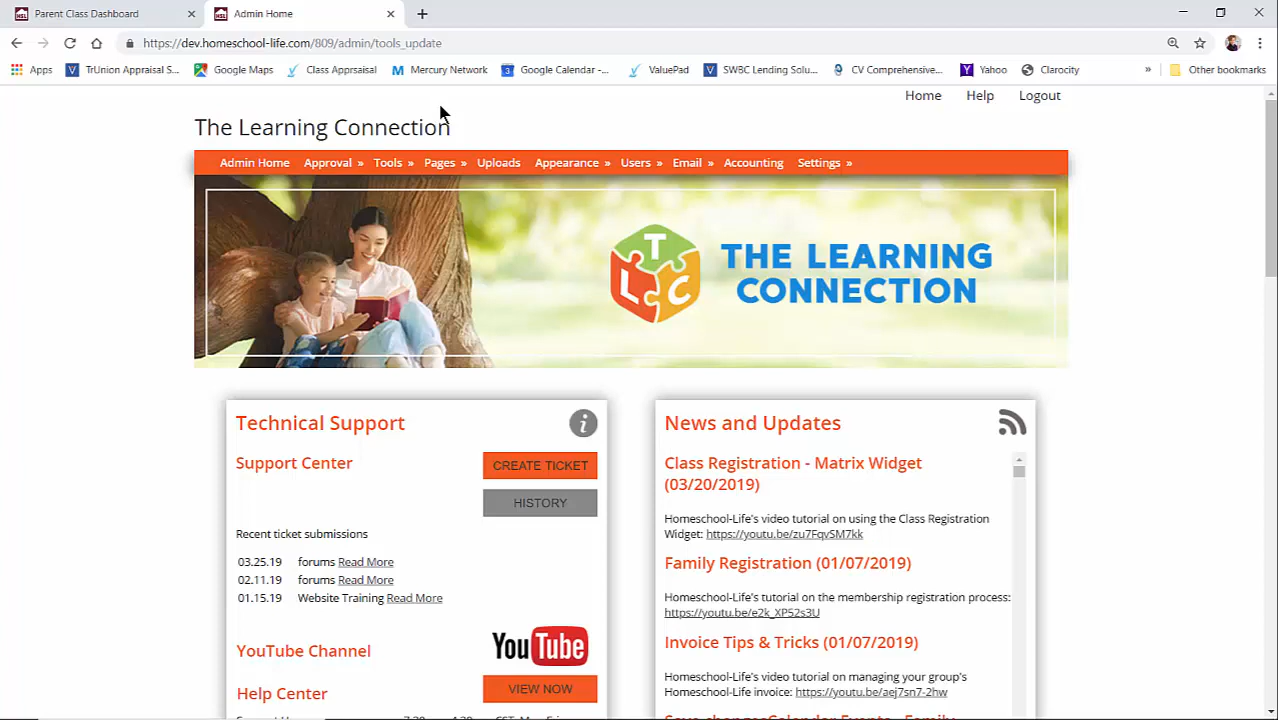 HSL Parent Class Dashboard
HSL Admin Home
https://dev.homeschool-life.com/809/admin/tools_update
Apps TrUnion Appraisal S... Google Maps Class Apprsaisal Mercury Network Google Calendar -... ValuePad SWBC Lending Solu... CV Comprehensive... Yahoo Clarocity » Other bookmarks
Home Help Logout
The Learning Connection
Admin Home Approval » Tools » Pages » Uploads Appearance » Users » Email » Accounting Settings »
T
L C
THE LEARNING
CONNECTION
Technical Support
Support Center
CREATE TICKET
HISTORY
Recent ticket submissions
03.25.19 forums Read More
02.11.19 forums Read More
01.15.19 Website Training Read More
YouTube Channel
YouTube
Help Center
VIEW NOW
News and Updates
Class Registration - Matrix Widget
(03/20/2019)
Homeschool-Life's video tutorial on using the Class Registration
Widget: https://youtu.be/zu7FqvSM7kk
Family Registration (01/07/2019)
Homeschool-Life's tutorial on the membership registration process:
https://youtu.be/e2k_XP52s3U
Invoice Tips & Tricks (01/07/2019)
Homeschool-Life's video tutorial on managing your group's
Homeschool-Life invoice: https://youtu.be/aej7sn7-2hw